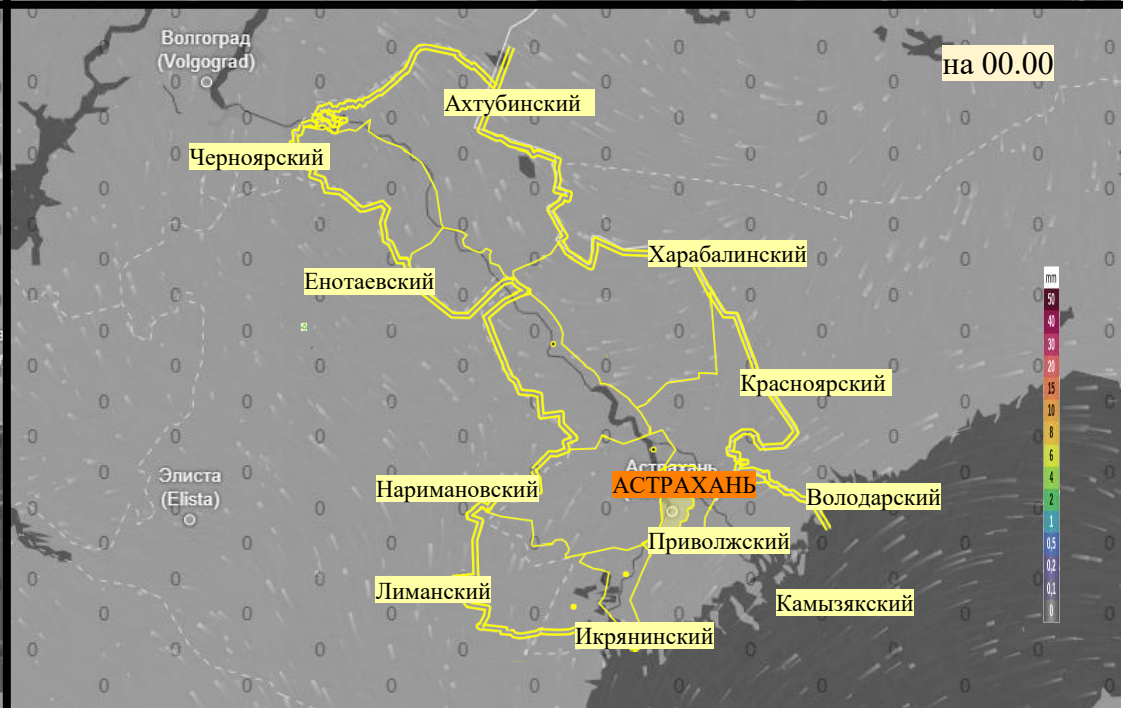 Волгоград
(Volgograd)
на 00.00
Ахтубинский
Черноярский
Харабалинский
Енотаевский
mm
50
40
30
20
15
10
8
6
4
2
1
0,5
0,2
0,1
0
Красноярский
Астрахань
Элиста
(Elista)
АСТРАХАНЬ
Наримановский
Володарский
Приволжский
Лиманский
Камызякский
Икрянинский